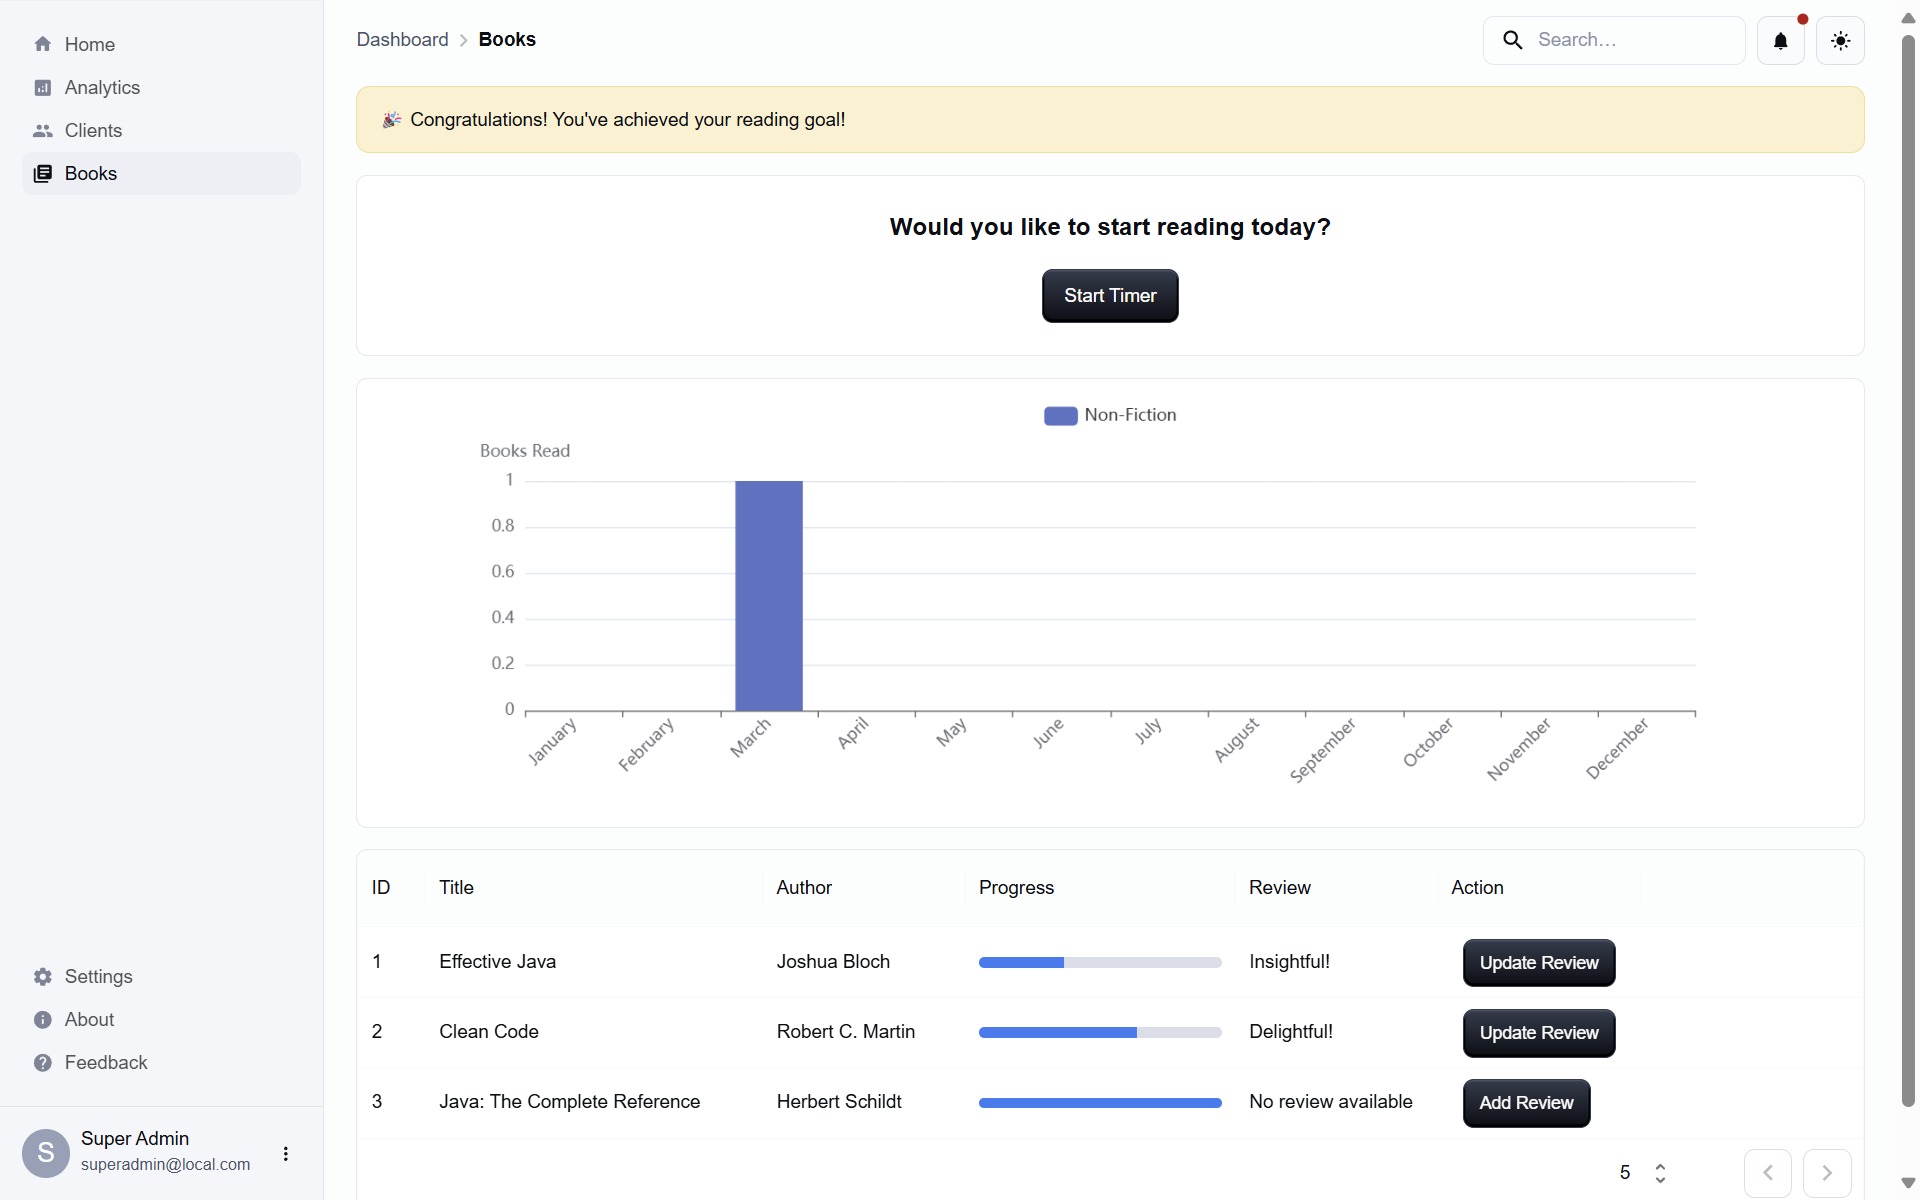 Home
Analytics
Clients
Books
Settings
About
Feedback
S
Super Admin
superadmin@local.com
Dashboard > Books
Search…
🎉 Congratulations! You've achieved your reading goal!
Would you like to start reading today?
Start Timer
Non-Fiction
Books Read
1
0.8
0.6
0.4
0.2
0
January February March April May June July August September October November December
ID Title Author Progress Review Action
1 Effective Java Joshua Bloch Insightful! Update Review
2 Clean Code Robert C. Martin Delightful! Update Review
3 Java: The Complete Reference Herbert Schildt No review available Add Review
5